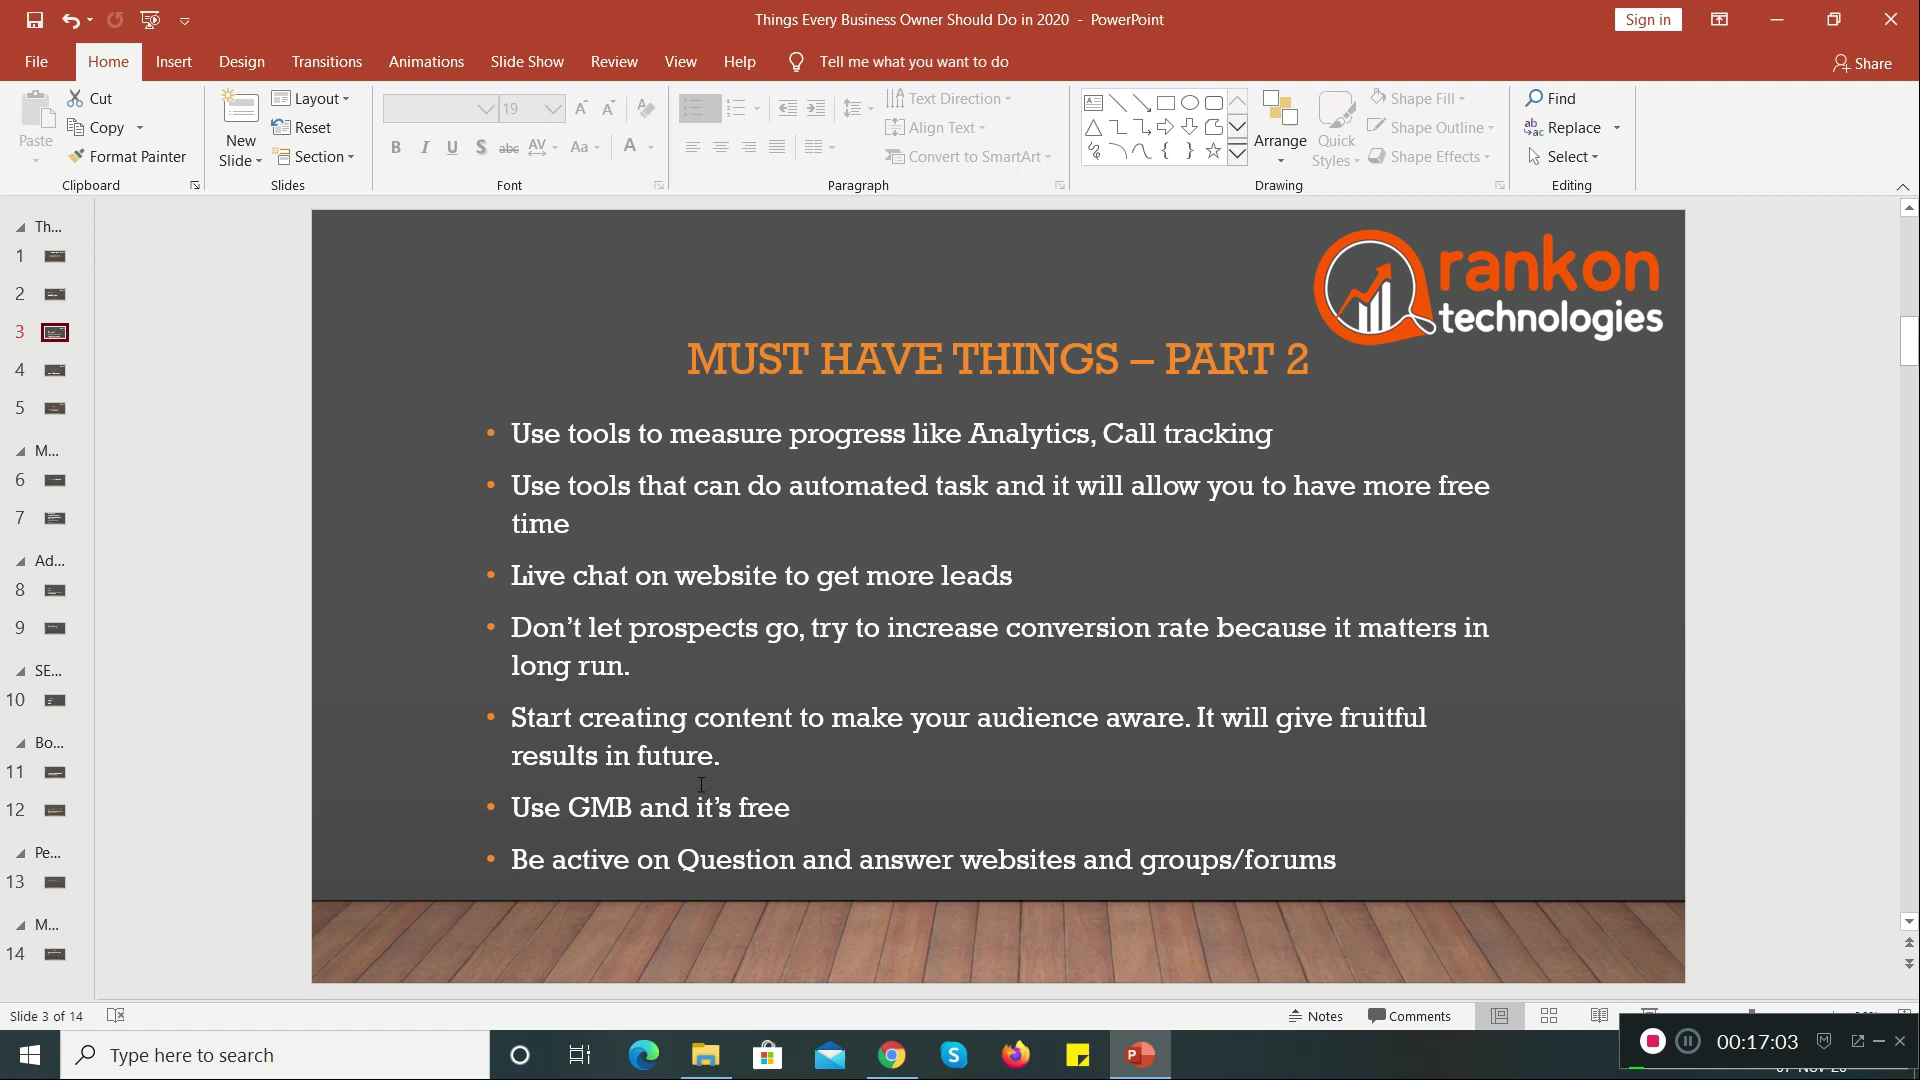 Things Every Business Owner Should Do in 2020 - PowerPoint
Sign in
File Home Insert Design Transitions Animations Slide Show Review View Help Tell me what you want to do
Share
Paste
Cut
Copy
Format Painter
Clipboard
New Slide
Layout
Reset
Section
Slides
19
B I U S abc AV Aa A
Font
Text Direction
Align Text
Convert to SmartArt
Paragraph
Arrange
Quick Styles
Shape Fill
Shape Outline
Shape Effects
Drawing
Find
Replace
Select
Editing
Th...
1
2
3
4
5
M...
6
7
Ad...
8
9
SE...
10
Bo...
11
12
Pe...
13
M...
14
rankon
technologies
MUST HAVE THINGS – PART 2
• Use tools to measure progress like Analytics, Call tracking
• Use tools that can do automated task and it will allow you to have more free
time
• Live chat on website to get more leads
• Don’t let prospects go, try to increase conversion rate because it matters in
long run.
• Start creating content to make your audience aware. It will give fruitful
results in future.
• Use GMB and it’s free
• Be active on Question and answer websites and groups/forums
Slide 3 of 14
Notes
Comments
Type here to search
00:17:03